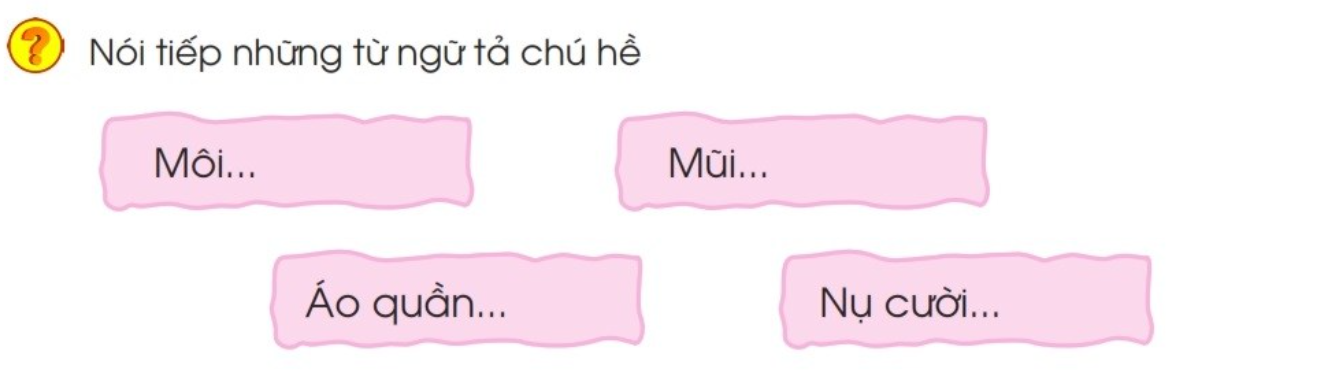 ?
Nói tiếp những từ ngữ tả chú hề
Môi... Mũi...
Áo quần... Nụ cười...